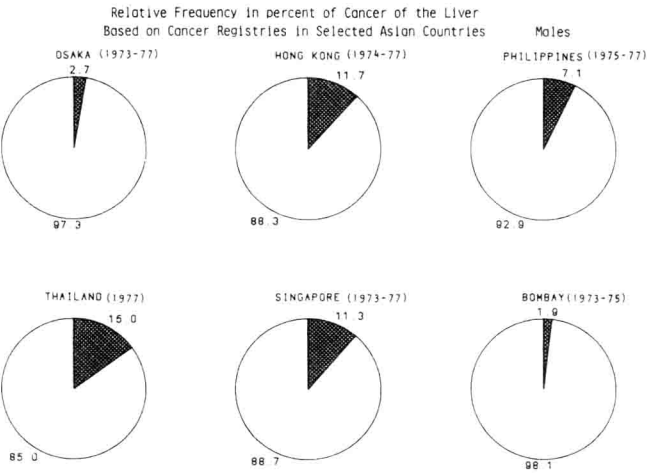 Relative Frequency in percent of Cancer of the Liver
Based on Cancer Registries in Selected Asian Countries Males
OSAKA (1973-77)
2.7
97.3
HONG KONG (1974-77)
11.7
88.3
PHILIPPINES (1975-77)
7.1
92.9
THAILAND (1977)
15.0
85.0
SINGAPORE (1973-77)
11.3
88.7
BOMBAY (1973-75)
1.9
98.1